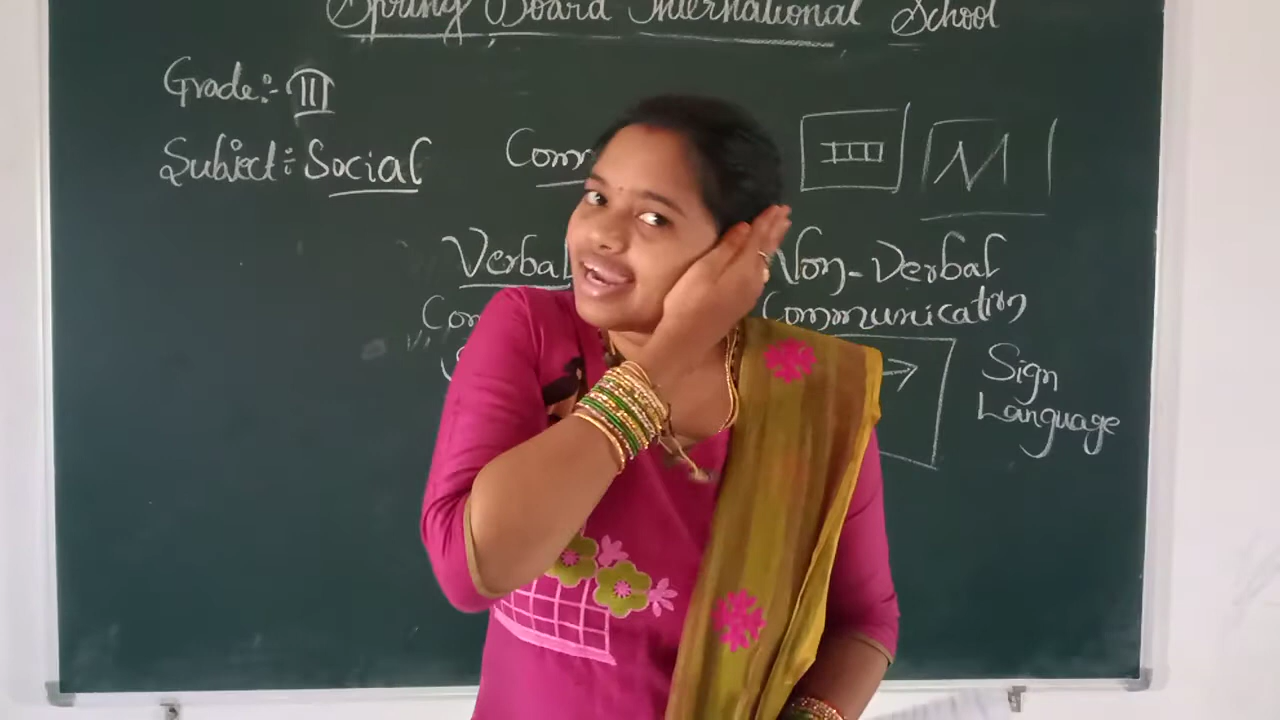 Spring Board International School
Grade:- III
Subject: Social
Verbal
Non-Verbal
Communication
Sign
Language